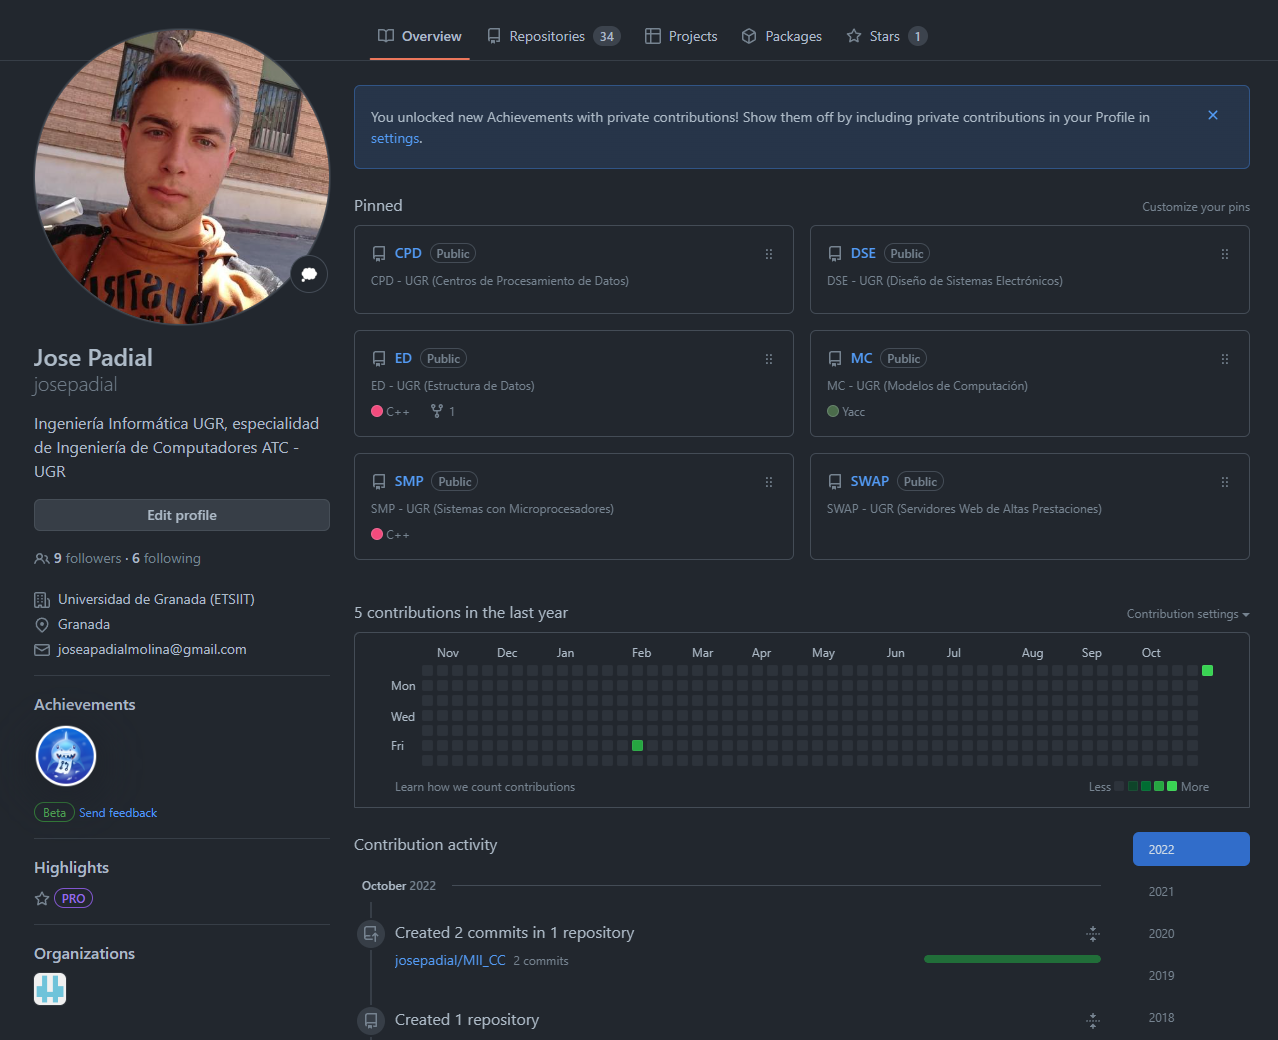 Overview
Repositories 34
Projects
Packages
Stars 1
You unlocked new Achievements with private contributions! Show them off by including private contributions in your Profile in
settings.
Jose Padial
josepadial
Ingeniería Informática UGR, especialidad
de Ingeniería de Computadores ATC -
UGR
Edit profile
9 followers · 6 following
Universidad de Granada (ETSIIT)
Granada
joseapadialmolina@gmail.com
Achievements
Beta Send feedback
Highlights
PRO
Organizations
Pinned
Customize your pins
CPD Public
CPD - UGR (Centros de Procesamiento de Datos)
DSE Public
DSE - UGR (Diseño de Sistemas Electrónicos)
ED Public
ED - UGR (Estructura de Datos)
C++ 1
MC Public
MC - UGR (Modelos de Computación)
Yacc
SMP Public
SMP - UGR (Sistemas con Microprocesadores)
C++
SWAP Public
SWAP - UGR (Servidores Web de Altas Prestaciones)
5 contributions in the last year
Contribution settings
Nov Dec Jan Feb Mar Apr May Jun Jul Aug Sep Oct
Mon
Wed
Fri
Learn how we count contributions
Less More
Contribution activity
2022
2021
2020
2019
2018
October 2022
Created 2 commits in 1 repository
josepadial/MII_CC 2 commits
Created 1 repository